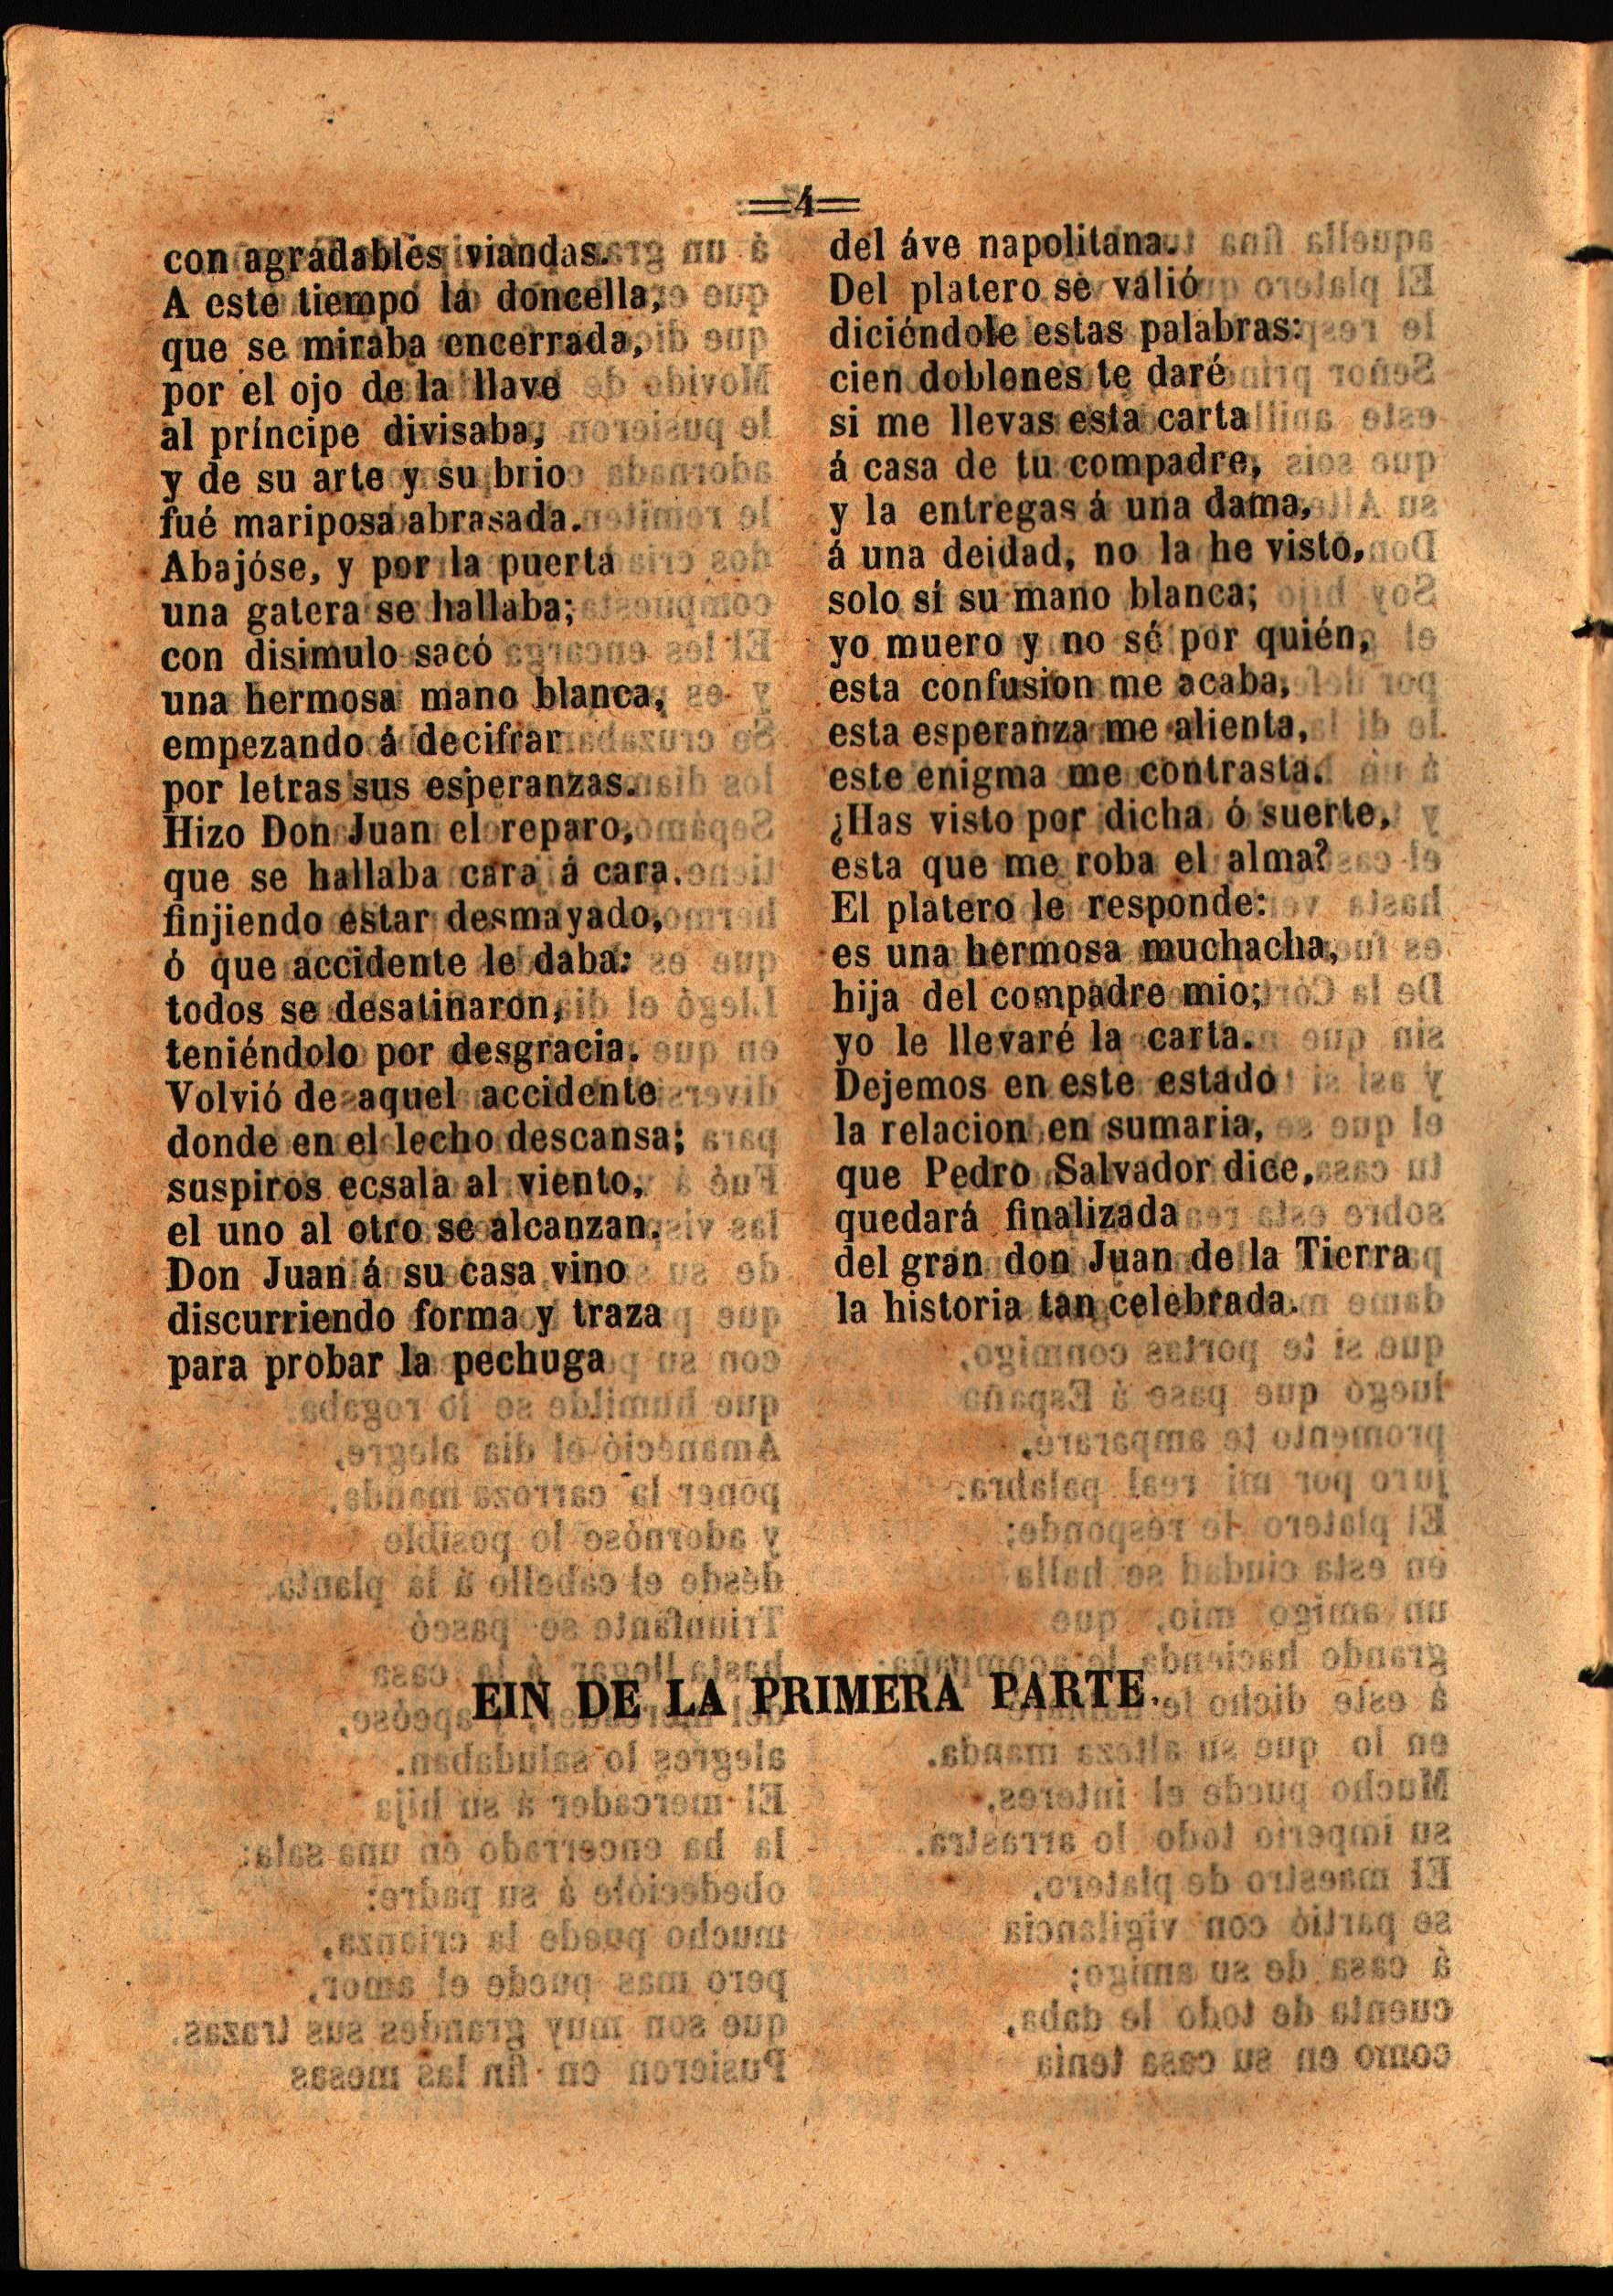 =4=
con agradables viandas.
A este tiempo la doncella,
que se miraba encerrada,
por el ojo de la llave
al príncipe divisaba,
y de su arte y su brio
fué mariposa abrasada.
Abajóse, y por la puerta
una gatera se hallaba;
con disimulo sacó
una hermosa mano blanca,
empezando á decifrar
por letras sus esperanzas.
Hizo Don Juan el reparo,
que se hallaba cara á cara.
finjiendo estar desmayado,
ó que accidente le daba:
todos se desatinaron,
teniéndolo por desgracia.
Volvió de aquel accidente
donde en el lecho descansa;
suspiros ecsala al viento,
el uno al otro se alcanzan.
Don Juan á su casa vino
discurriendo forma y traza
para probar la pechuga
del áve napolitana.
Del platero se valió
diciéndole estas palabras:
cien doblones te daré
si me llevas esta carta
á casa de tu compadre,
y la entregas á una dama,
á una deidad, no la he visto,
solo sí su mano blanca;
yo muero y no sé por quién,
esta confusion me acaba,
esta esperanza me alienta,
este enigma me contrasta.
¿Has visto por dicha ó suerte,
esta que me roba el alma?
El platero le responde:
es una hermosa muchacha,
hija del compadre mio;
yo le llevaré la carta.
Dejemos en este estado
la relacion en sumaria,
que Pedro Salvador dice,
quedará finalizada
del gran don Juan de la Tierra
la historia tan celebrada.
EIN DE LA PRIMERA PARTE.